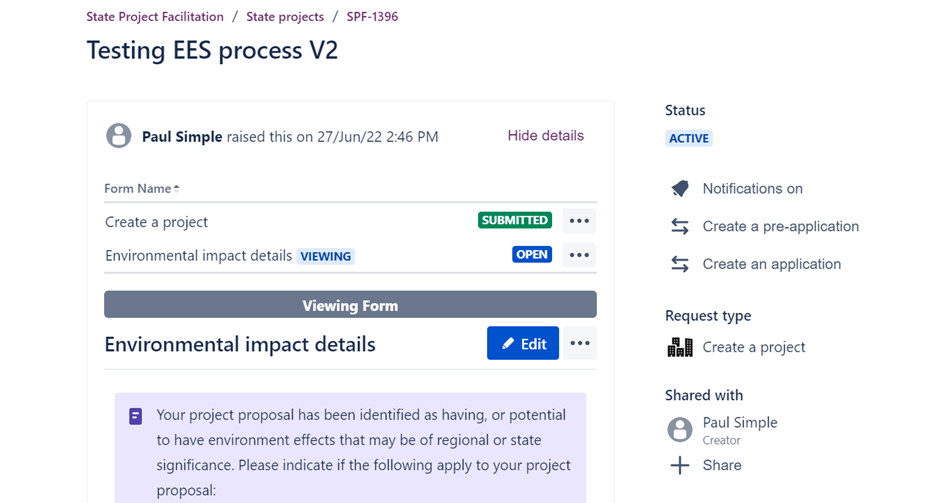 State Project Facilitation / State projects / SPF-1396
Testing EES process V2
Paul Simple raised this on 27/Jun/22 2:46 PM
Hide details
Form Name
Create a project SUBMITTED
Environmental impact details VIEWING OPEN
Viewing Form
Environmental impact details
Edit
Your project proposal has been identified as having, or potential
to have environment effects that may be of regional or state
significance. Please indicate if the following apply to your project
proposal:
Status
ACTIVE
Notifications on
Create a pre-application
Create an application
Request type
Create a project
Shared with
Paul Simple
Creator
Share